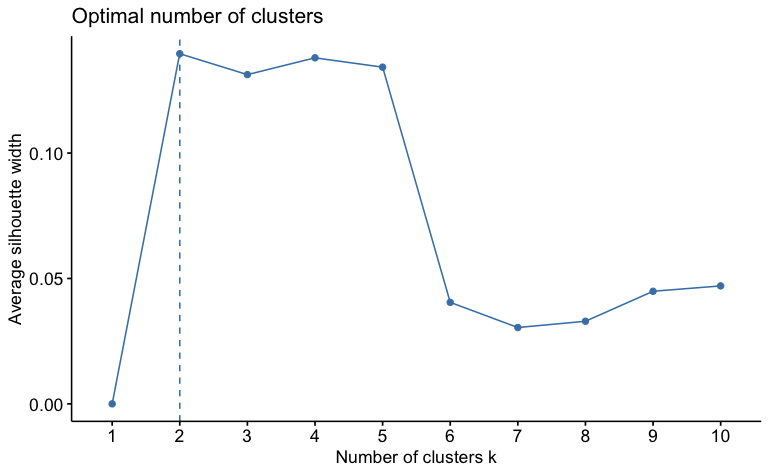 Optimal number of clusters
Average silhouette width
0.10
0.05
0.00
1 2 3 4 5 6 7 8 9 10
Number of clusters k